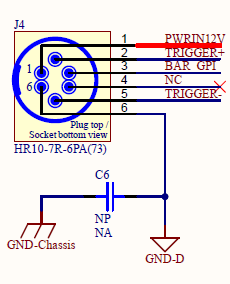 J4
1 PWRIN12V
2 TRIGGER+
3 BAR_GPI
4 NC
5 TRIGGER-
6
1
6
Plug top /
Socket bottom view
HR10-7R-6PA(73)
C6
NP
NA
GND-Chassis
GND-D